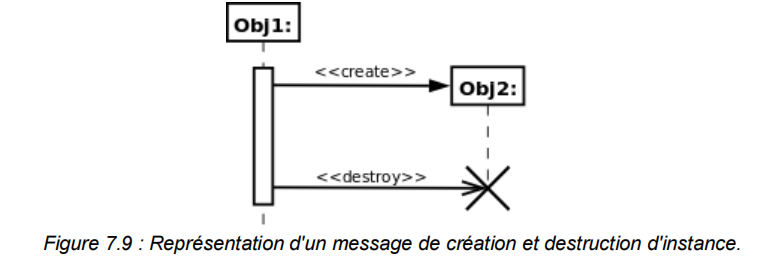 Obj1:
<<create>>
Obj2:
<<destroy>>
Figure 7.9 : Représentation d'un message de création et destruction d'instance.